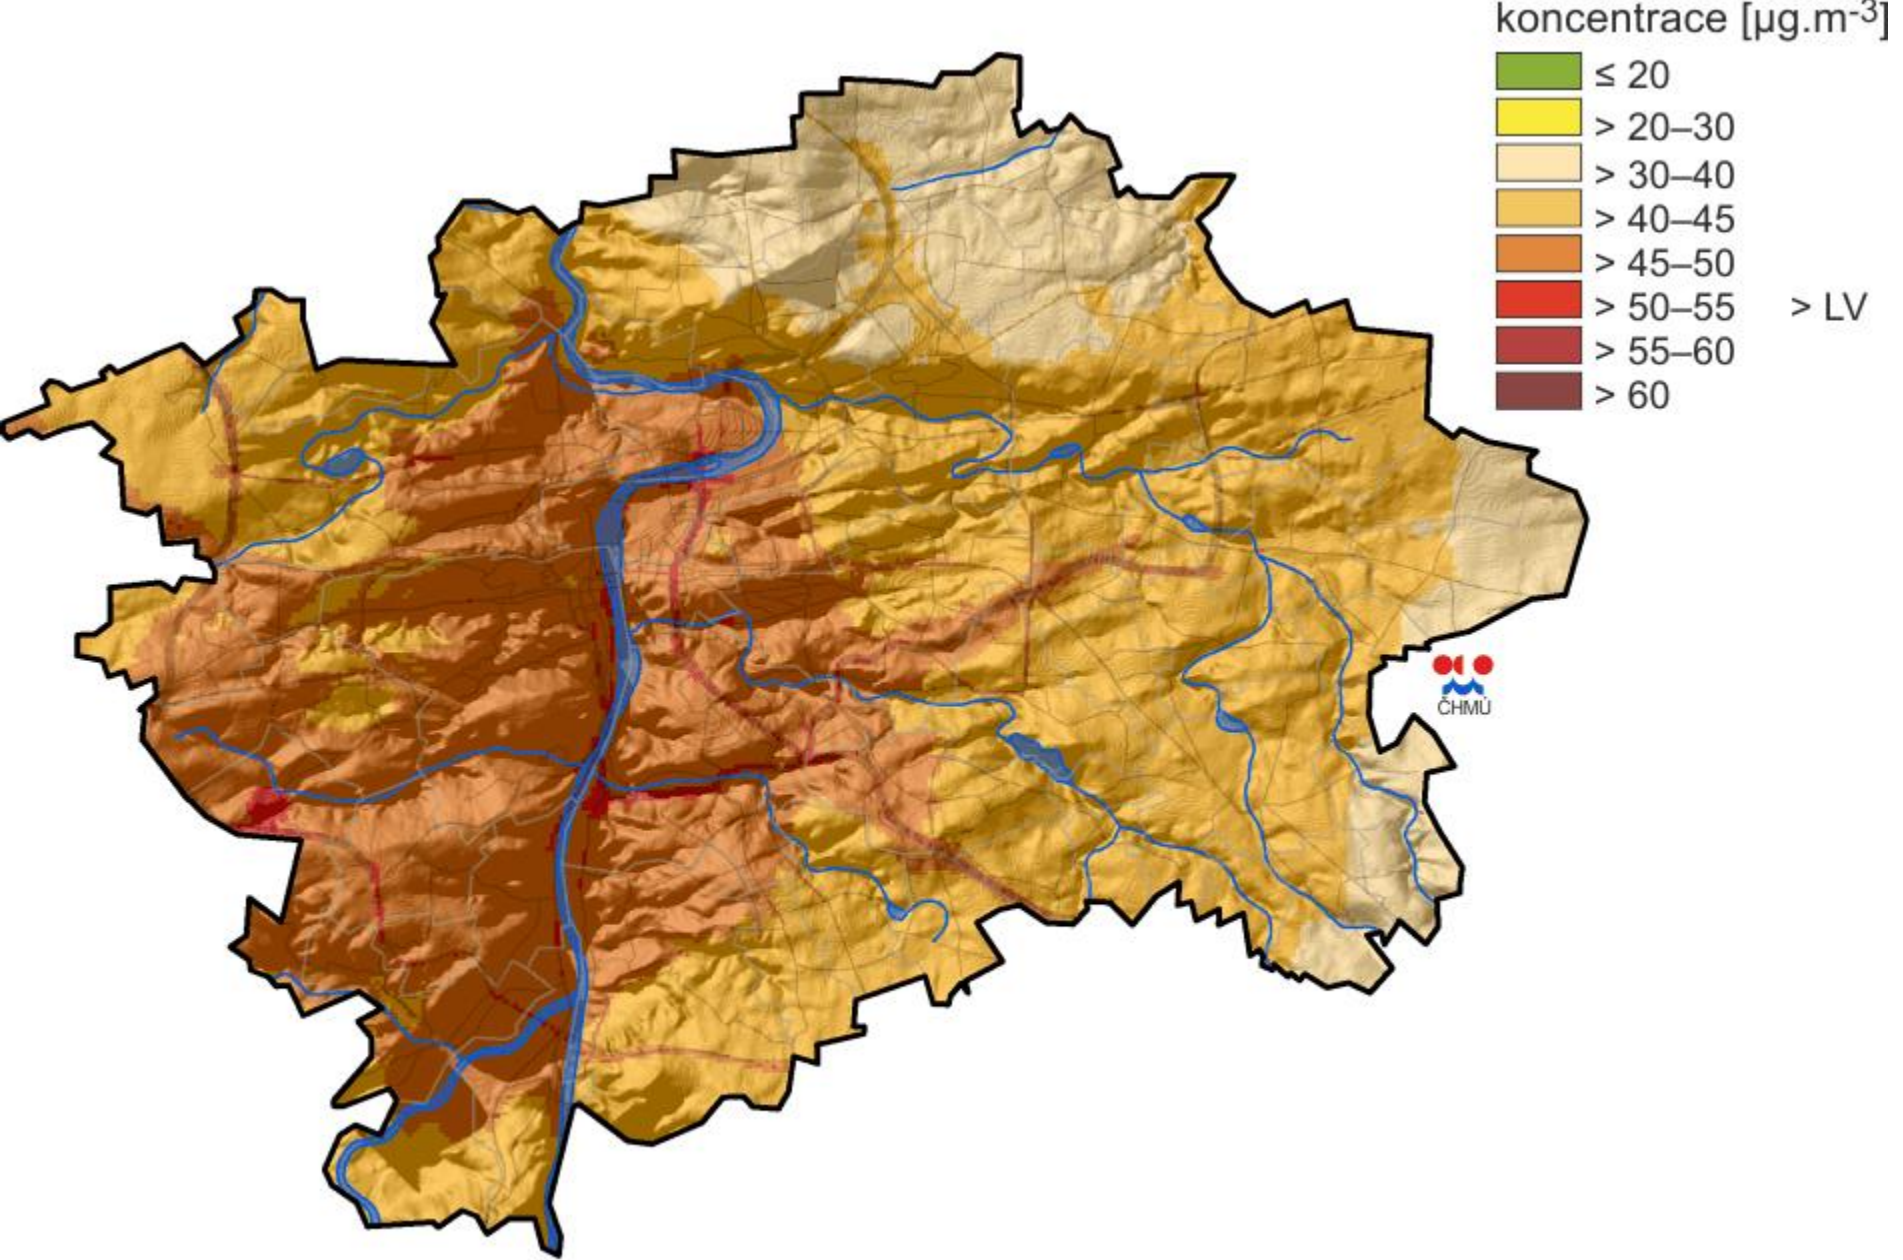 koncentrace [µg.m-3]
≤ 20
> 20–30
> 30–40
> 40–45
> 45–50
> 50–55 > LV
> 55–60
> 60
ČHMÚ